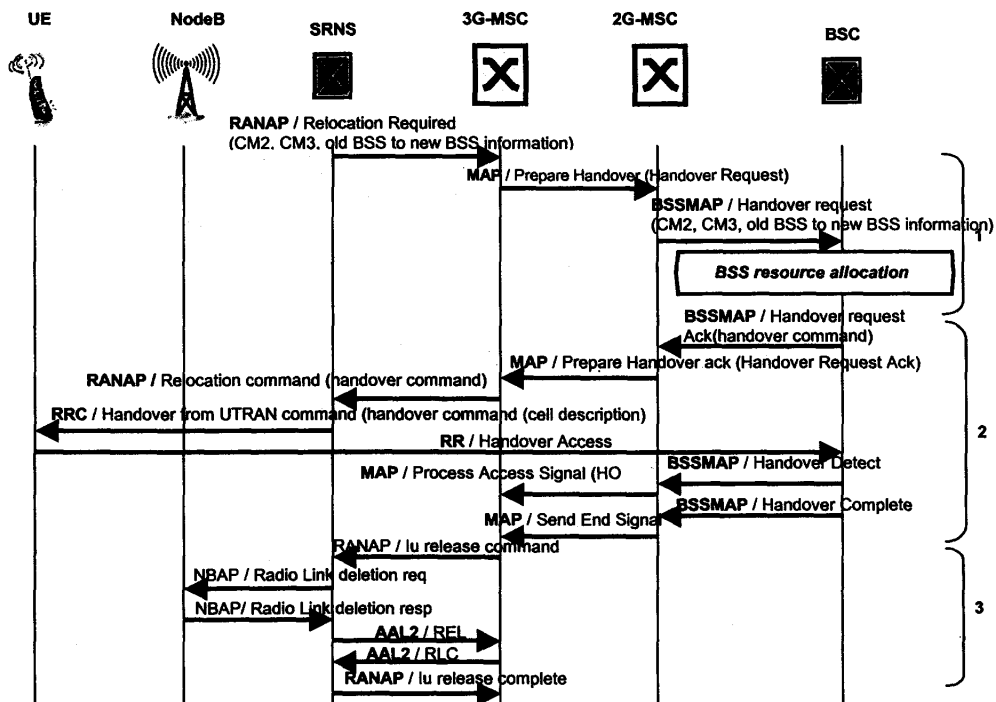 UE
NodeB
SRNS
3G-MSC
2G-MSC
BSC
RANAP / Relocation Required
(CM2, CM3, old BSS to new BSS information)
MAP / Prepare Handover (Handover Request)
BSSMAP / Handover request
(CM2, CM3, old BSS to new BSS information)
1
BSS resource allocation
BSSMAP / Handover request
Ack(handover command)
MAP / Prepare Handover ack (Handover Request Ack)
RANAP / Relocation command (handover command)
RRC / Handover from UTRAN command (handover command (cell description)
2
RR / Handover Access
BSSMAP / Handover Detect
MAP / Process Access Signal (HO
BSSMAP / Handover Complete
MAP / Send End Signal
RANAP / Iu release command
NBAP / Radio Link deletion req
NBAP/ Radio Link deletion resp
3
AAL2 / REL
AAL2 / RLC
RANAP / Iu release complete